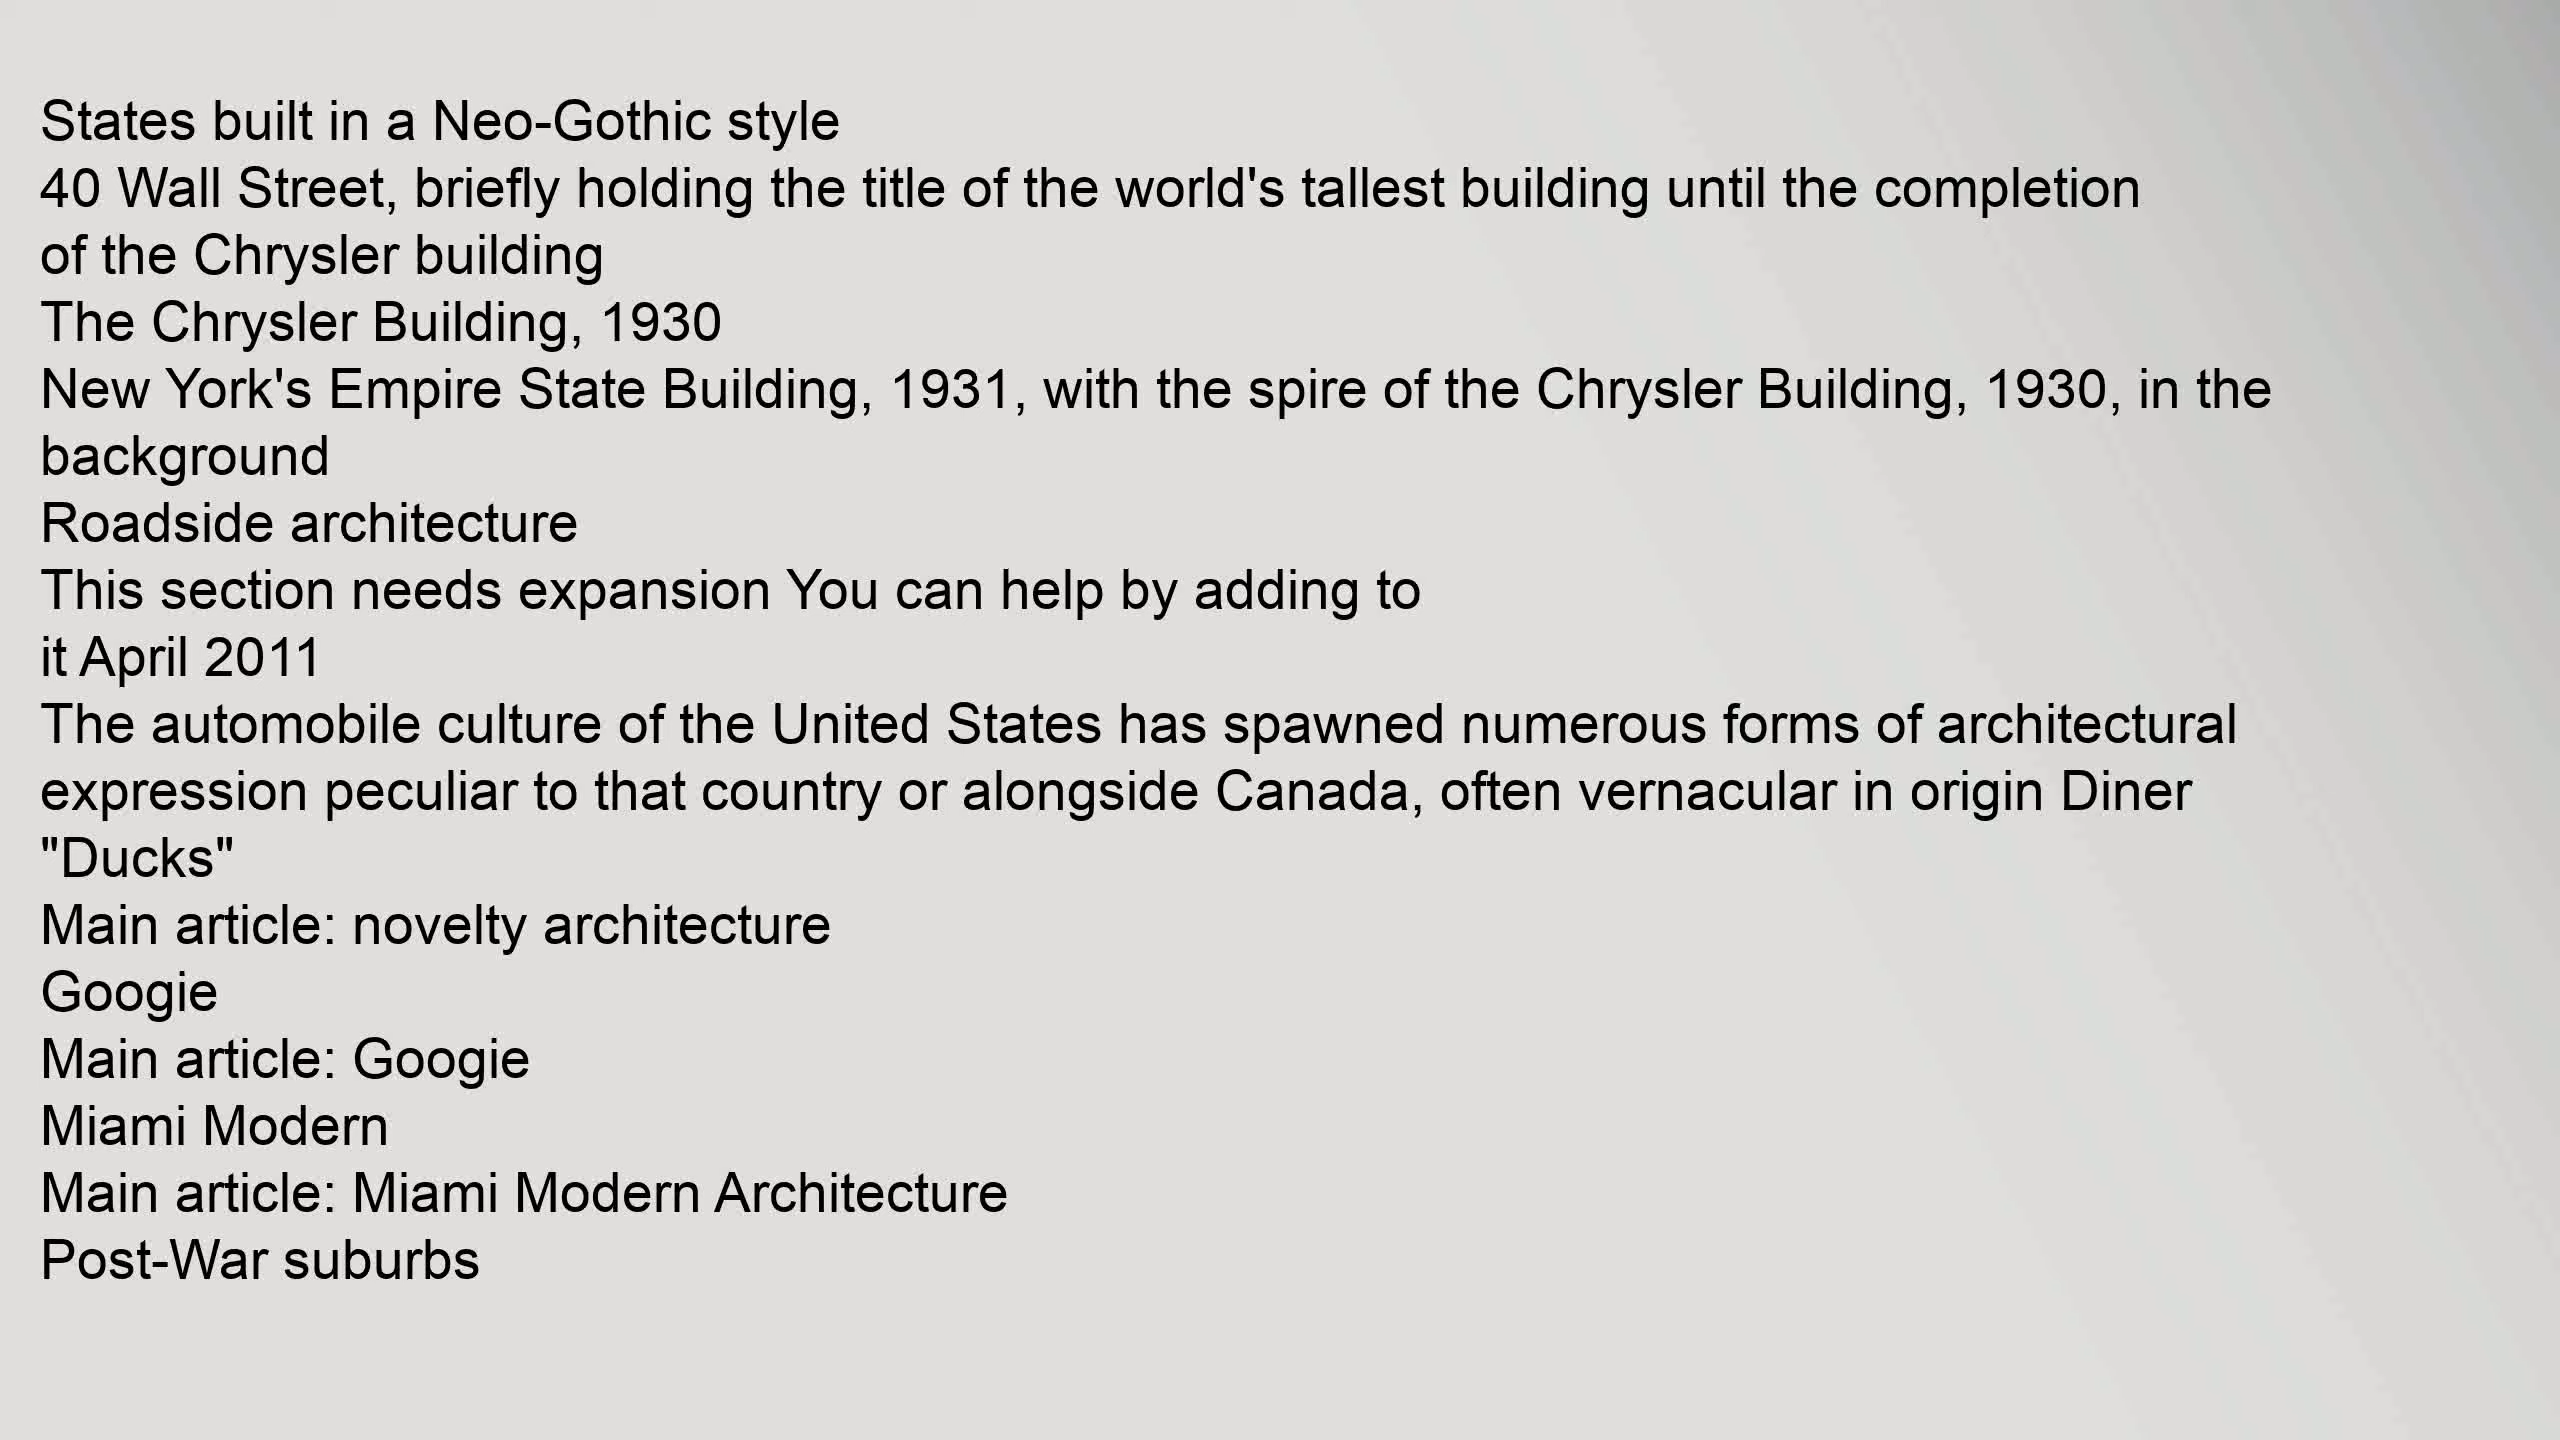 States built in a Neo-Gothic style
40 Wall Street, briefly holding the title of the world's tallest building until the completion
of the Chrysler building
The Chrysler Building, 1930
New York's Empire State Building, 1931, with the spire of the Chrysler Building, 1930, in the
background
Roadside architecture
This section needs expansion You can help by adding to
it April 2011
The automobile culture of the United States has spawned numerous forms of architectural
expression peculiar to that country or alongside Canada, often vernacular in origin Diner
"Ducks"
Main article: novelty architecture
Googie
Main article: Googie
Miami Modern
Main article: Miami Modern Architecture
Post-War suburbs